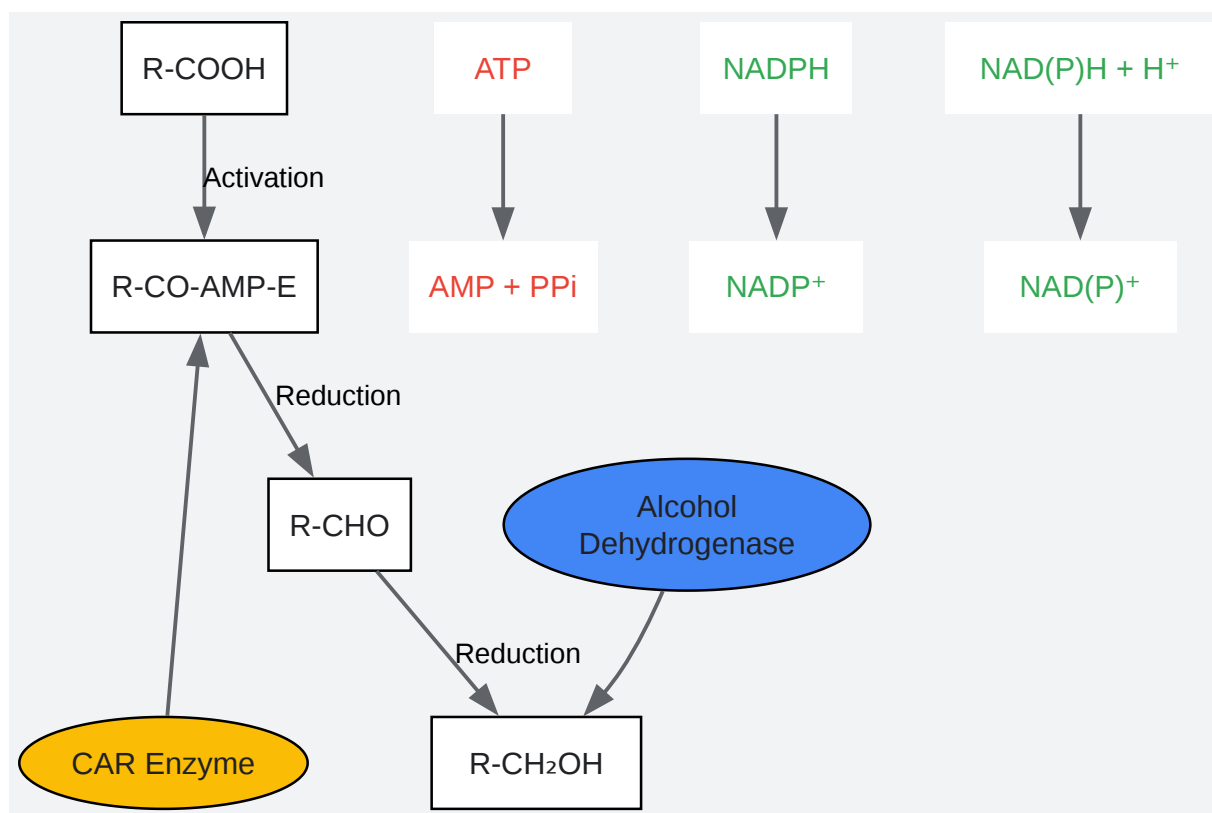 R-COOH
ATP
NADPH
NAD(P)H + H⁺
Activation
R-CO-AMP-E
AMP + PPi
NADP⁺
NAD(P)⁺
Reduction
R-CHO
Alcohol
Dehydrogenase
Reduction
CAR Enzyme
R-CH₂OH